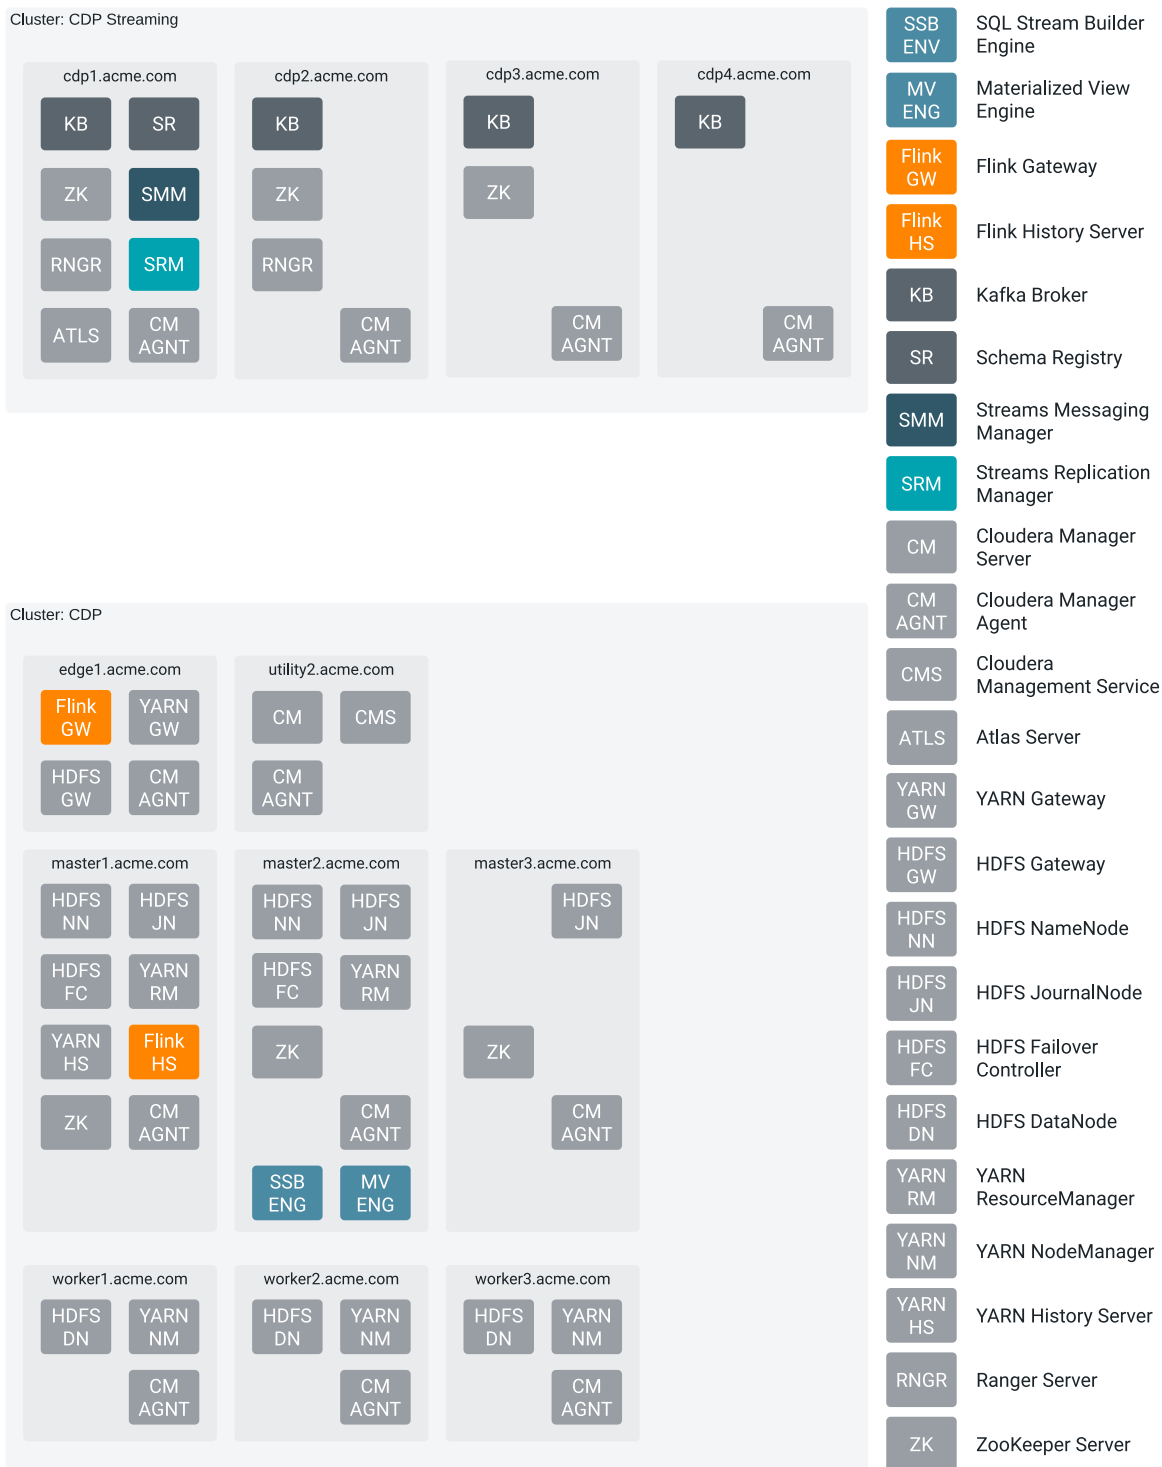 Cluster: CDP Streaming
cdp1.acme.com
KB
SR
ZK
SMM
RNGR
SRM
ATLS
CM
AGNT
cdp2.acme.com
KB
ZK
RNGR
CM
AGNT
cdp3.acme.com
KB
ZK
CM
AGNT
cdp4.acme.com
KB
CM
AGNT
Cluster: CDP
edge1.acme.com
Flink
GW
YARN
GW
HDFS
GW
CM
AGNT
utility2.acme.com
CM
CMS
CM
AGNT
master1.acme.com
HDFS
NN
HDFS
JN
HDFS
FC
YARN
RM
YARN
HS
Flink
HS
ZK
CM
AGNT
master2.acme.com
HDFS
NN
HDFS
JN
HDFS
FC
YARN
RM
ZK
CM
AGNT
SSB
ENG
MV
ENG
master3.acme.com
HDFS
JN
ZK
CM
AGNT
worker1.acme.com
HDFS
DN
YARN
NM
CM
AGNT
worker2.acme.com
HDFS
DN
YARN
NM
CM
AGNT
worker3.acme.com
HDFS
DN
YARN
NM
CM
AGNT
SSB
ENV
SQL Stream Builder
Engine
MV
ENG
Materialized View
Engine
Flink
GW
Flink Gateway
Flink
HS
Flink History Server
KB
Kafka Broker
SR
Schema Registry
SMM
Streams Messaging
Manager
SRM
Streams Replication
Manager
CM
Cloudera Manager
Server
CM
AGNT
Cloudera Manager
Agent
CMS
Cloudera
Management Service
ATLS
Atlas Server
YARN
GW
YARN Gateway
HDFS
GW
HDFS Gateway
HDFS
NN
HDFS NameNode
HDFS
JN
HDFS JournalNode
HDFS
FC
HDFS Failover
Controller
HDFS
DN
HDFS DataNode
YARN
RM
YARN
ResourceManager
YARN
NM
YARN NodeManager
YARN
HS
YARN History Server
RNGR
Ranger Server
ZK
ZooKeeper Server